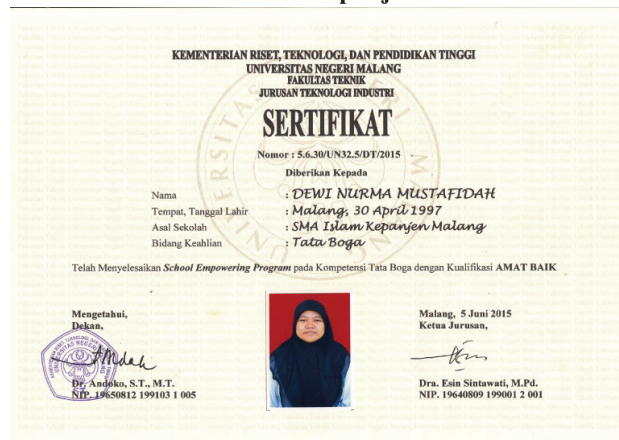 KEMENTERIAN RISET, TEKNOLOGI, DAN PENDIDIKAN TINGGI
UNIVERSITAS NEGERI MALANG
FAKULTAS TEKNIK
JURUSAN TEKNOLOGI INDUSTRI
SERTIFIKAT
Nomor : 5.6.30/UN32.5/DT/2015
Diberikan Kepada
Nama : DEWI NURMA MUSTAFIDAH
Tempat, Tanggal Lahir : Malang, 30 April 1997
Asal Sekolah : SMA Islam Kepanjen Malang
Bidang Keahlian : Tata Boga
Telah Menyelesaikan School Empowering Program pada Kompetensi Tata Boga dengan Kualifikasi AMAT BAIK
Mengetahui,
Dekan,
Dr. Andoko, S.T., M.T.
NIP. 19650812 199103 1 005
Malang, 5 Juni 2015
Ketua Jurusan,
Dra. Esin Sintawati, M.Pd.
NIP. 19640809 199001 2 001